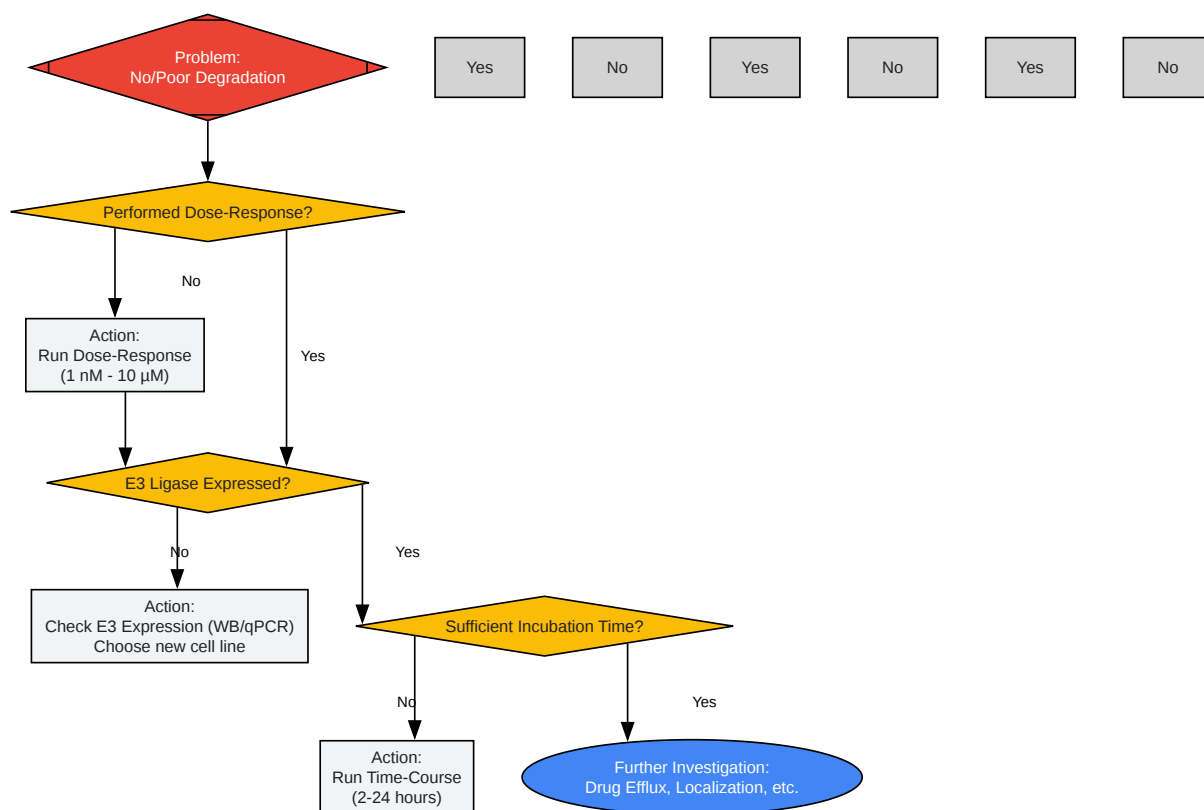 Problem:
No/Poor Degradation
Yes
No
Yes
No
Yes
No
Performed Dose-Response?
No
Action:
Run Dose-Response
(1 nM - 10 µM)
Yes
E3 Ligase Expressed?
No
Yes
Action:
Check E3 Expression (WB/qPCR)
Choose new cell line
Sufficient Incubation Time?
No
Yes
Action:
Run Time-Course
(2-24 hours)
Further Investigation:
Drug Efflux, Localization, etc.